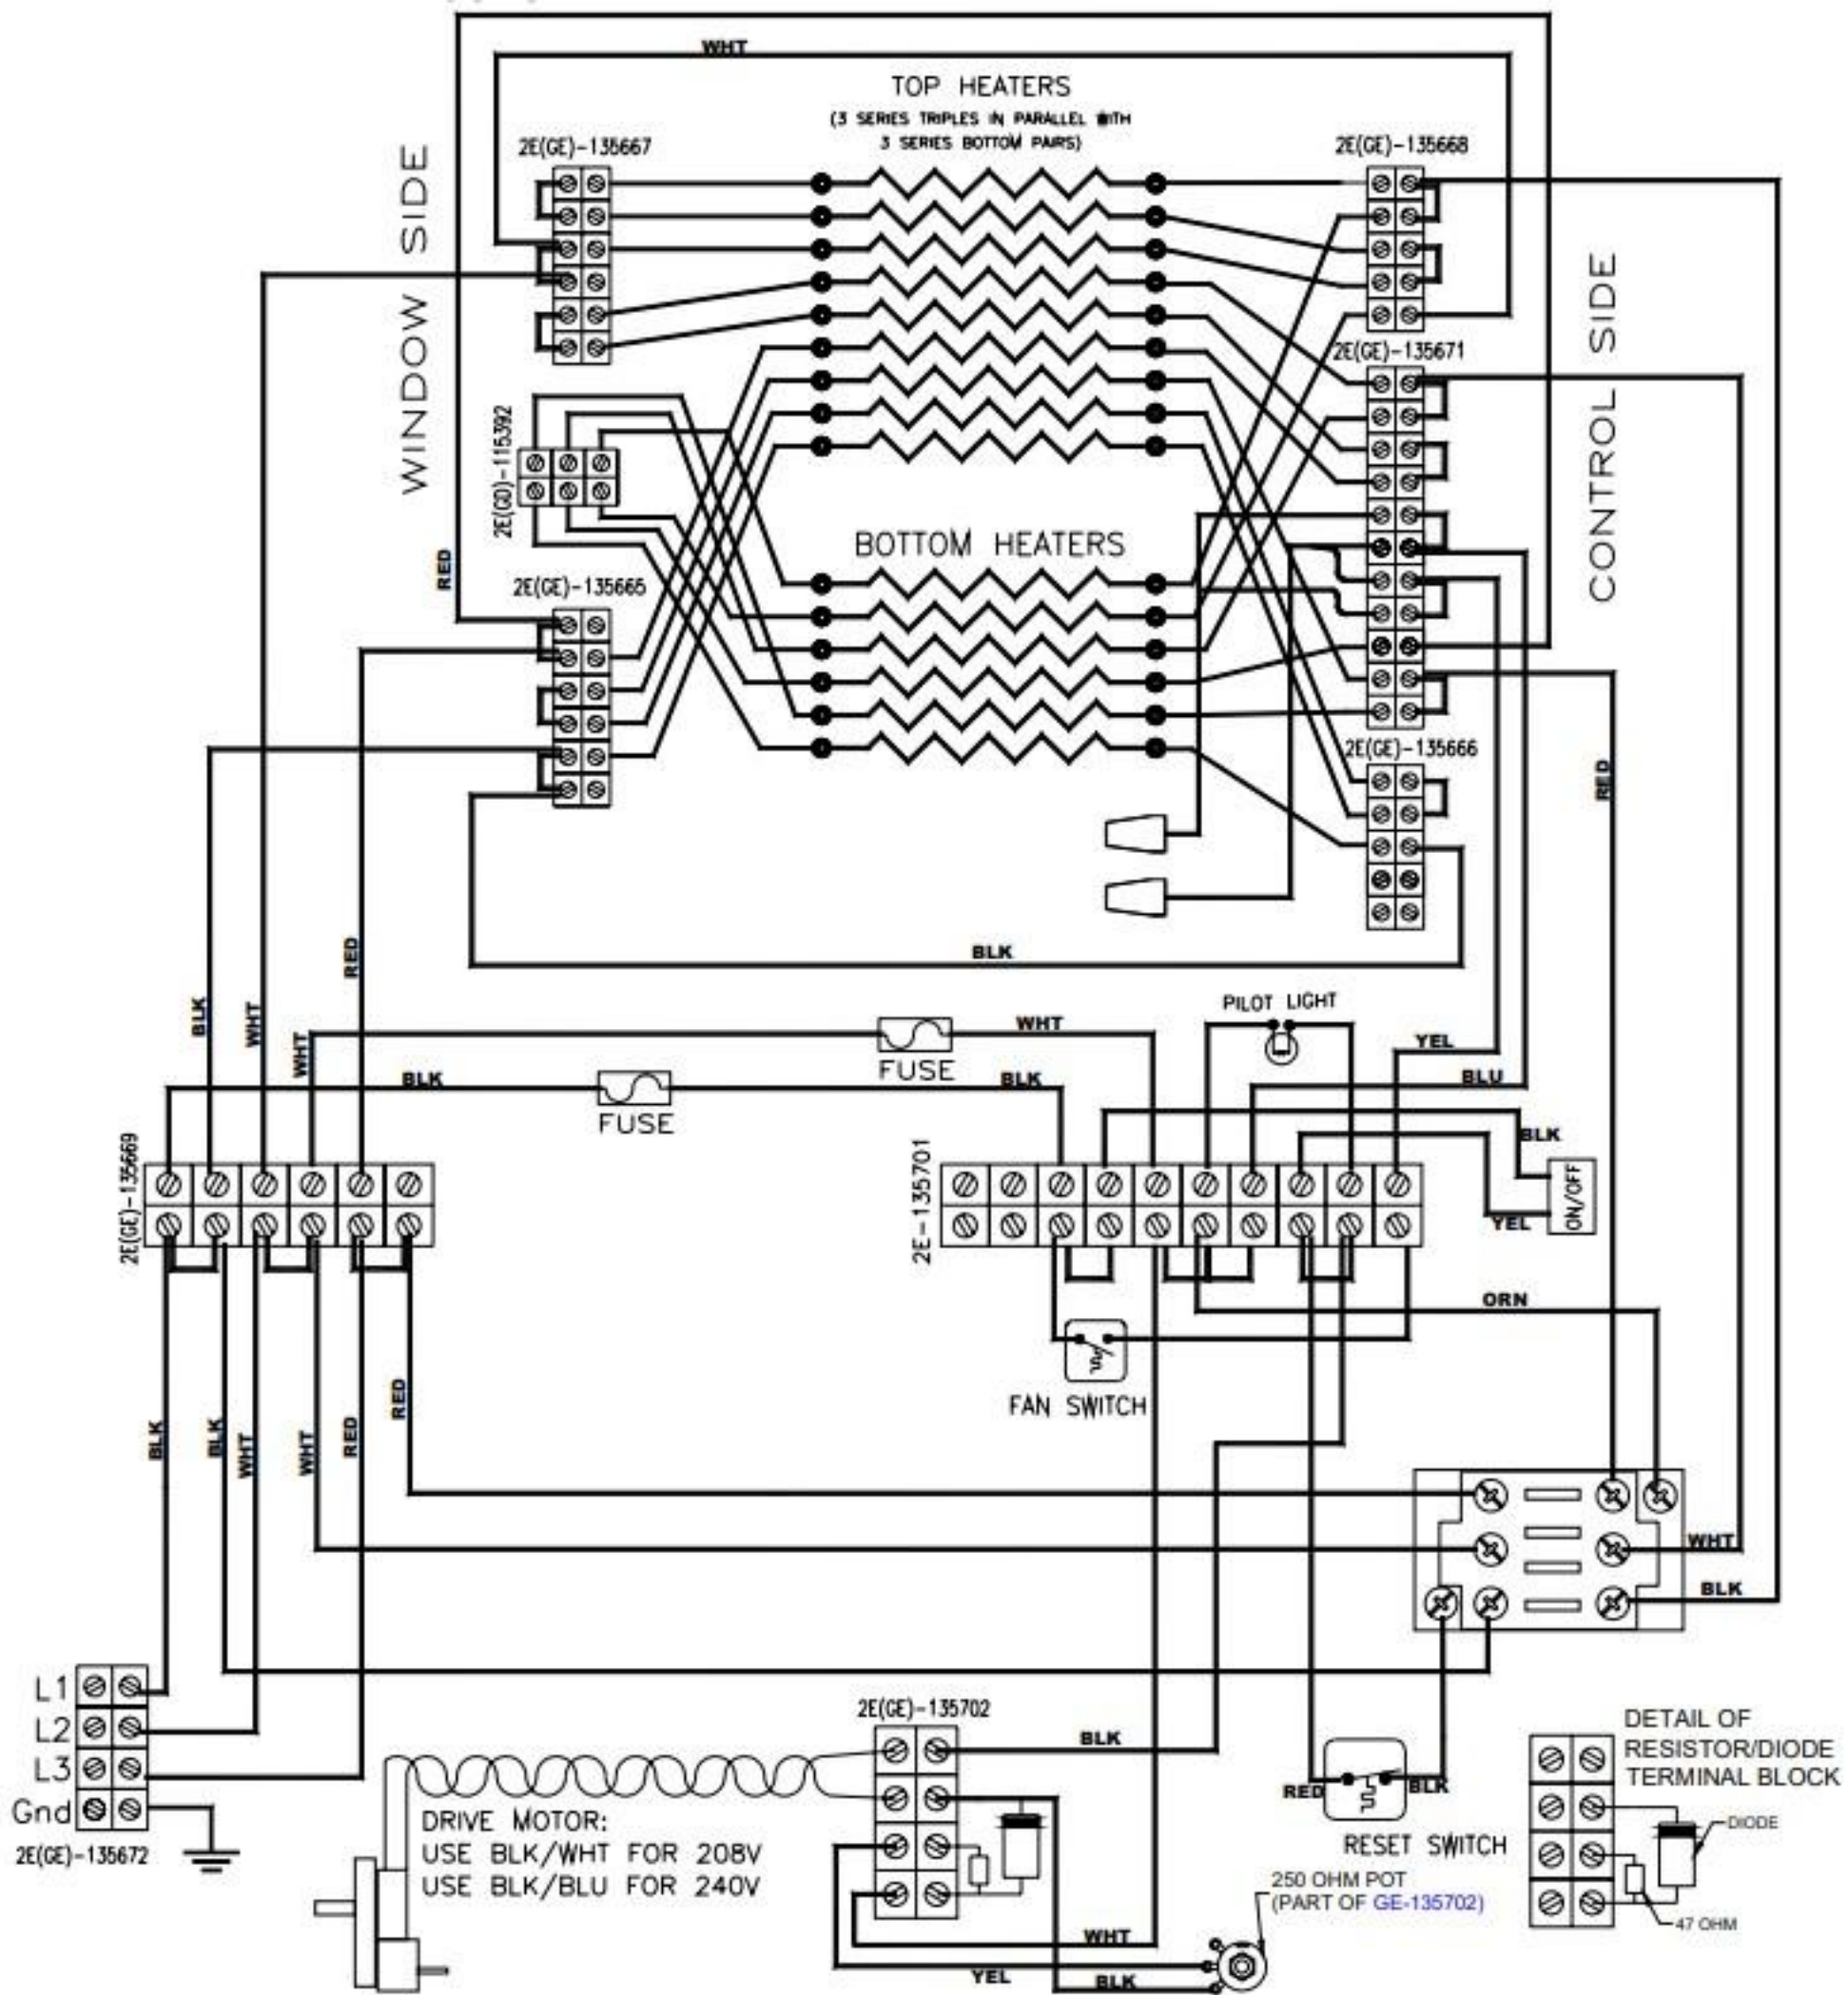 WHT
TOP HEATERS
(3 SERIES TRIPLES IN PARALLEL WITH
3 SERIES BOTTOM PAIRS)
2E(GE)-135667
2E(GE)-135668
WINDOW SIDE
CONTROL SIDE
2E(GE)-135671
2E(GD)-115392
BOTTOM HEATERS
RED
2E(GE)-135665
2E(GE)-135666
RED
BLK
RED
BLK
WHT
WHT
PILOT LIGHT
WHT
YEL
FUSE
BLK
BLK
BLU
FUSE
BLK
2E(GE)-135669
2E-135701
ON/OFF
YEL
ORN
FAN SWITCH
BLK
BLK
WHT
WHT
RED
RED
WHT
BLK
L1
L2
L3
Gnd
2E(GE)-135672
2E(GE)-135702
BLK
DRIVE MOTOR:
USE BLK/WHT FOR 208V
USE BLK/BLU FOR 240V
RED
BLK
RESET SWITCH
250 OHM POT
(PART OF GE-135702)
WHT
YEL
BLK
DETAIL OF
RESISTOR/DIODE
TERMINAL BLOCK
DIODE
47 OHM